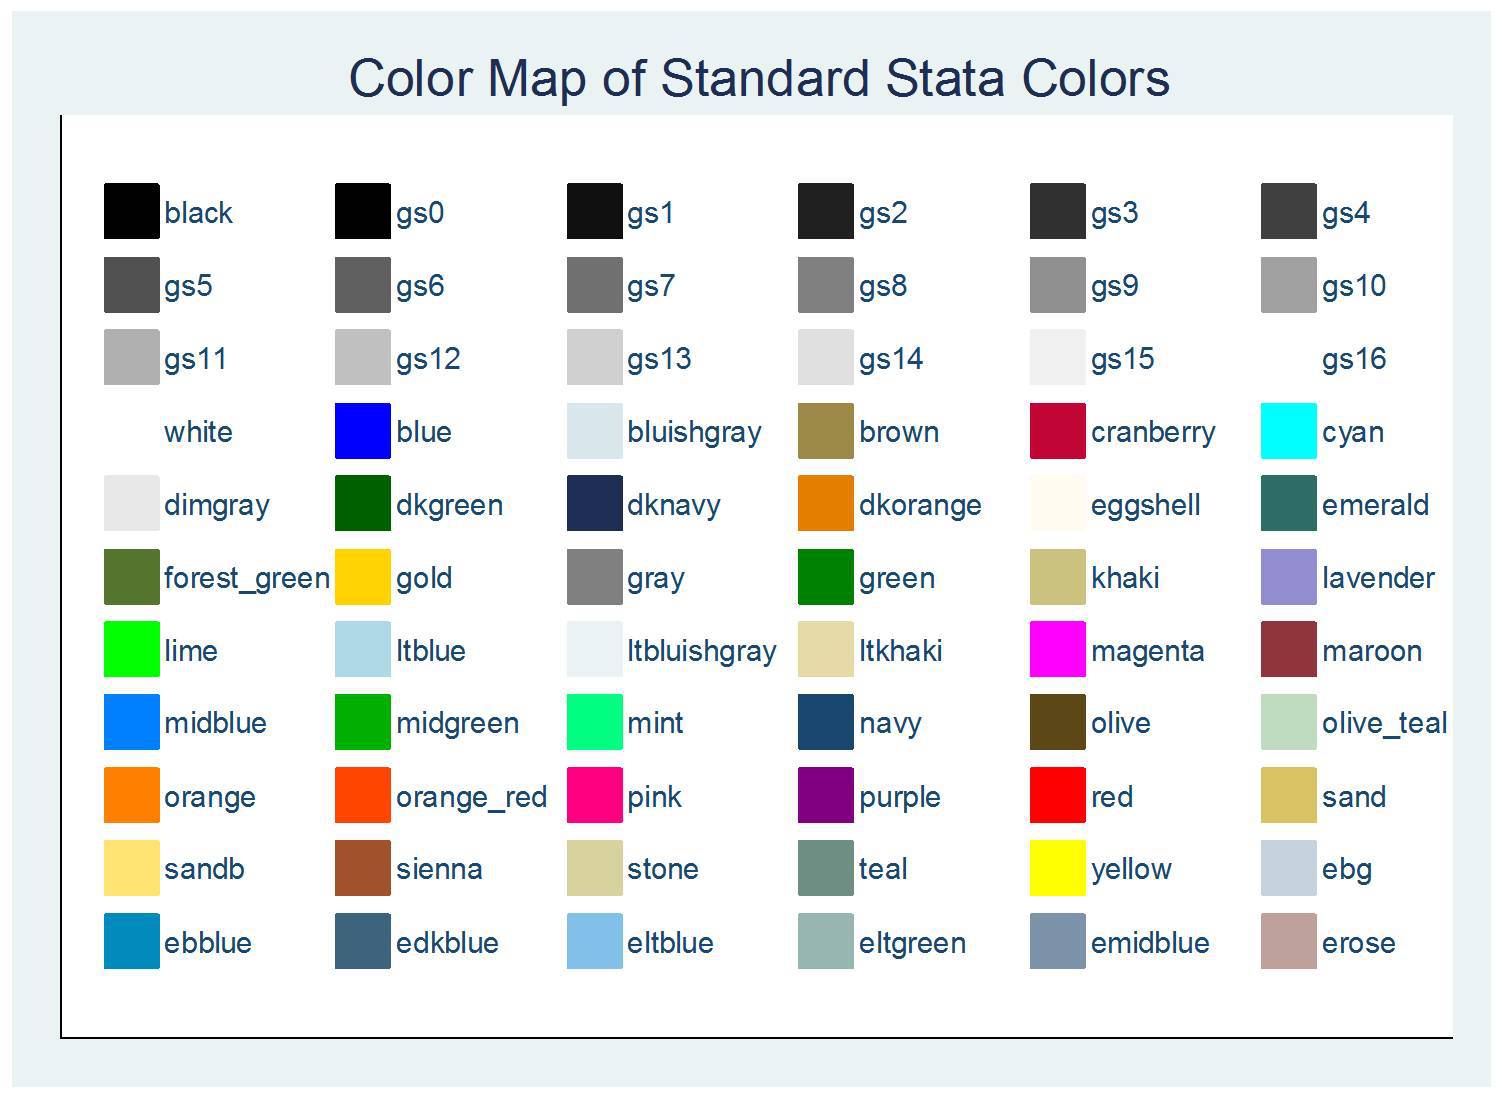 Color Map of Standard Stata Colors
black gs0 gs1 gs2 gs3 gs4
gs5 gs6 gs7 gs8 gs9 gs10
gs11 gs12 gs13 gs14 gs15 gs16
white blue bluishgray brown cranberry cyan
dimgray dkgreen dknavy dkorange eggshell emerald
forest_green gold gray green khaki lavender
lime ltblue ltbluishgray ltkhaki magenta maroon
midblue midgreen mint navy olive olive_teal
orange orange_red pink purple red sand
sandb sienna stone teal yellow ebg
ebblue edkblue eltblue eltgreen emidblue erose